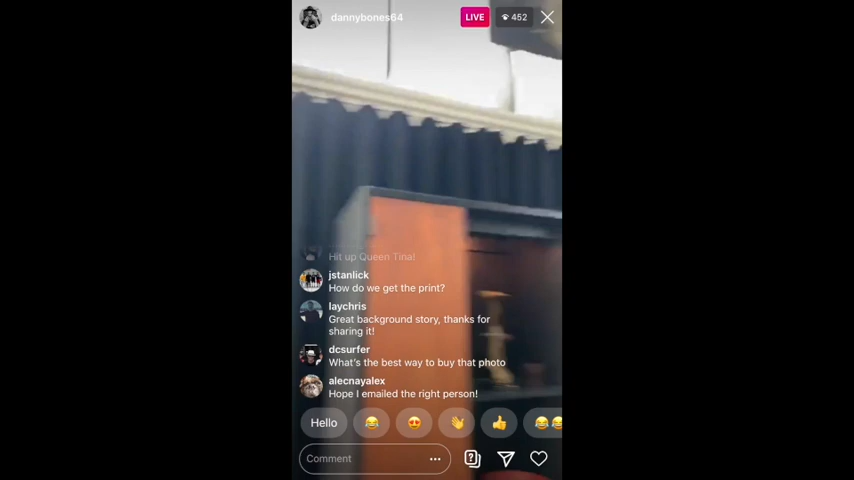 dannybones64
LIVE
452
Hit up Queen Tina!
jstanlick
How do we get the print?
laychris
Great background story, thanks for
sharing it!
dcsurfer
What's the best way to buy that photo
alecnayalex
Hope I emailed the right person!
Hello
Comment